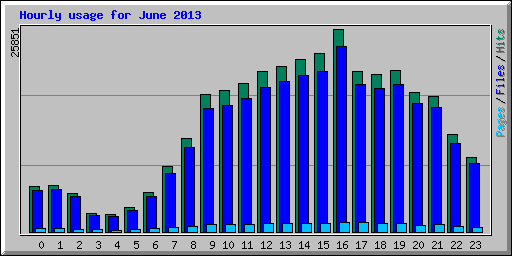 Hourly usage for June 2013
25851
Pages/Files/Hits
0 1 2 3 4 5 6 7 8 9 10 11 12 13 14 15 16 17 18 19 20 21 22 23